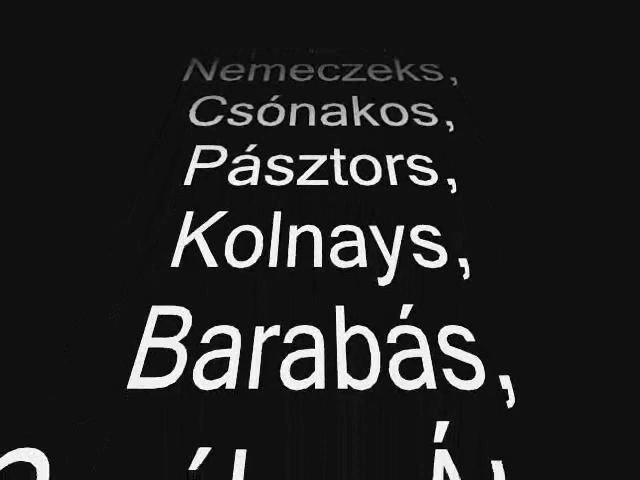 Nemeczeks,
Csónakos,
Pásztors,
Kolnays,
Barabás,